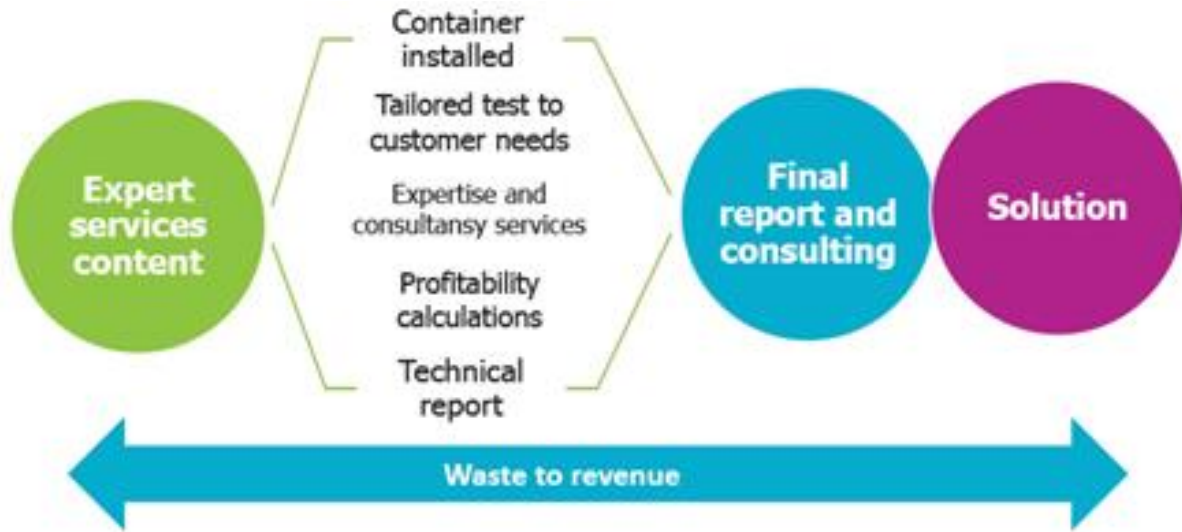 Expert
services
content
Container
installed
Tailored test to
customer needs
Expertise and
consultansy services
Profitability
calculations
Technical
report
Final
report and
consulting
Solution
Waste to revenue